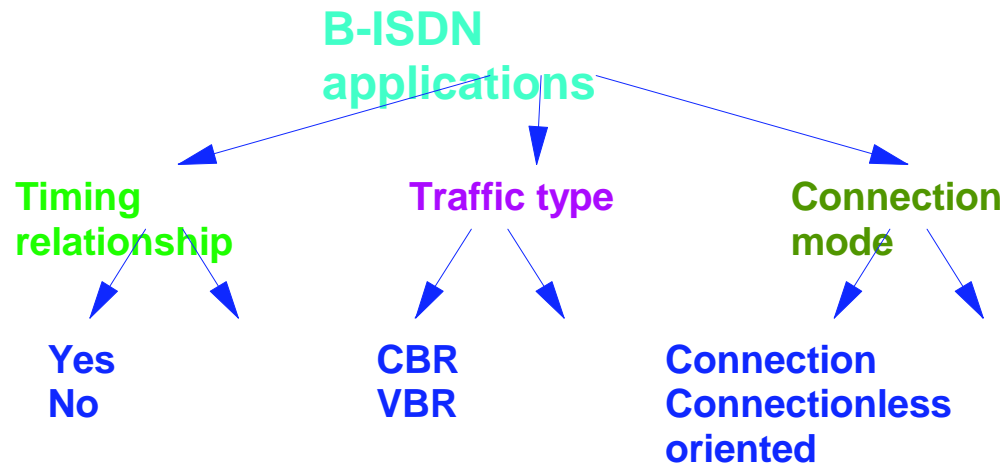 B-ISDN
applications
Timing
relationship
Traffic type
Connection
mode
Yes
No
CBR
VBR
Connection
Connectionless
oriented